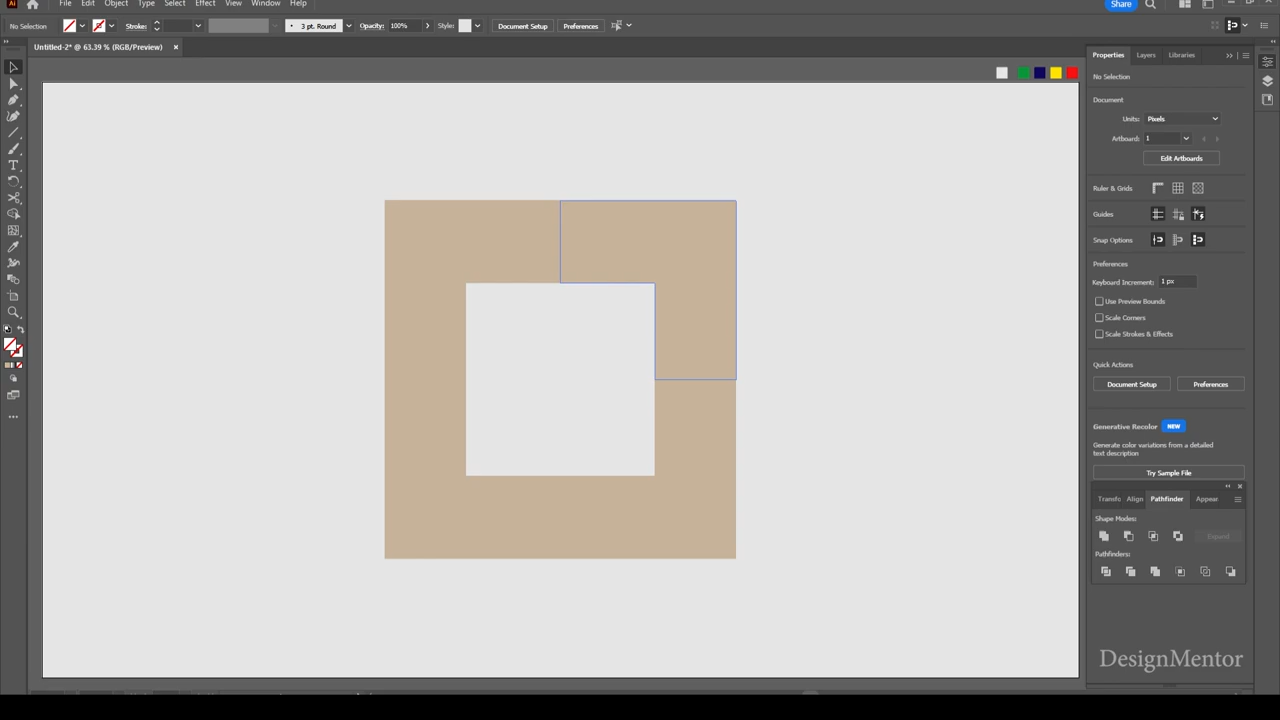 Ai File Edit Object Type Select Effect View Window Help Share
No Selection Stroke: 3 pt. Round Opacity: 100% Style: Document Setup Preferences
Untitled-2* @ 63.39 % (RGB/Preview) ×
Properties Layers Libraries
No Selection
Document
Units: Pixels
Artboard: 1
Edit Artboards
Ruler & Grids
Guides
Snap Options
Preferences
Keyboard Increment: 1 px
Use Preview Bounds
Scale Corners
Scale Strokes & Effects
Quick Actions
Document Setup Preferences
Generative Recolor NEW
Generate color variations from a detailed
text description
Try Sample File
Transfo Align Pathfinder Appear
Shape Modes:
Expand
Pathfinders:
DesignMentor